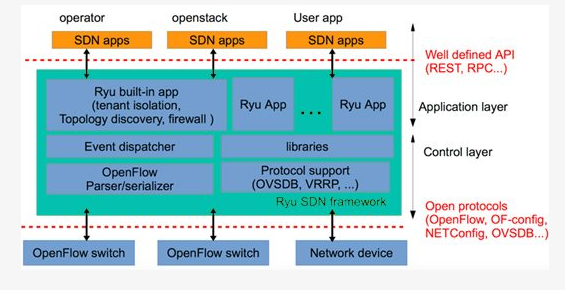 operator
openstack
User app
SDN apps
SDN apps
SDN apps
Well defined API
(REST, RPC...)
Ryu built-in app
(tenant isolation,
Topology discovery, firewall )
Ryu App
...
Ryu App
Application layer
Event dispatcher
libraries
Control layer
OpenFlow
Parser/serializer
Protocol support
(OVSDB, VRRP, ...)
Ryu SDN framework
Open protocols
(OpenFlow, OF-config,
NETConfig, OVSDB...)
OpenFlow switch
OpenFlow switch
Network device